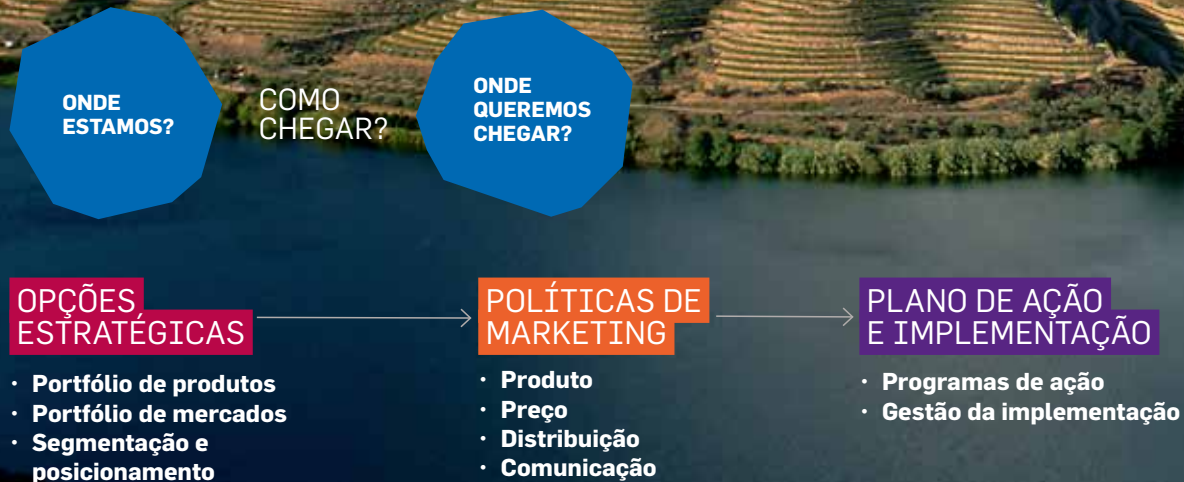 ONDE
ESTAMOS?
COMO
CHEGAR?
ONDE
QUEREMOS
CHEGAR?
OPÇÕES
ESTRATÉGICAS
· Portfólio de produtos
· Portfólio de mercados
· Segmentação e
posicionamento
POLÍTICAS DE
MARKETING
· Produto
· Preço
· Distribuição
· Comunicação
PLANO DE AÇÃO
E IMPLEMENTAÇÃO
· Programas de ação
· Gestão da implementação